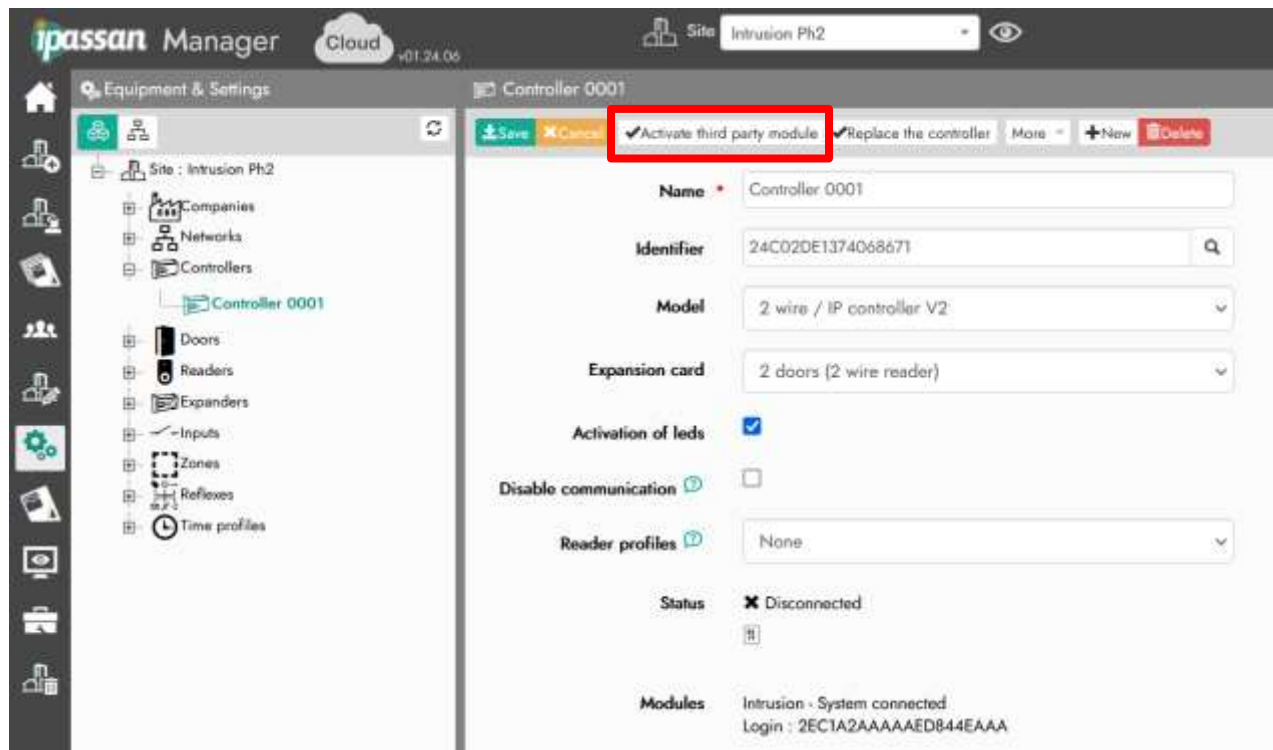 ipassan Manager Cloud v01.24.06 Site Intrusion Ph2
Equipment & Settings
Controller 0001
Save Cancel Activate third party module Replace the controller More New Delete
Site : Intrusion Ph2
Companies
Networks
Controllers
Controller 0001
Doors
Readers
Expanders
Inputs
Zones
Reflexes
Time profiles
Name • Controller 0001
Identifier 24C02DE1374068671
Model 2 wire / IP controller V2
Expansion card 2 doors (2 wire reader)
Activation of leds
Disable communication
Reader profiles None
Status Disconnected
Modules Intrusion - System connected
Login : 2EC1A2AAAAAED844EAAA